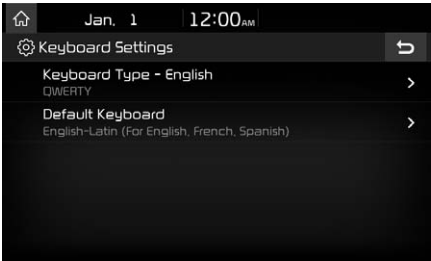 Jan. 1 12:00AM
Keyboard Settings
Keyboard Type - English
QWERTY
Default Keyboard
English-Latin (For English, French, Spanish)